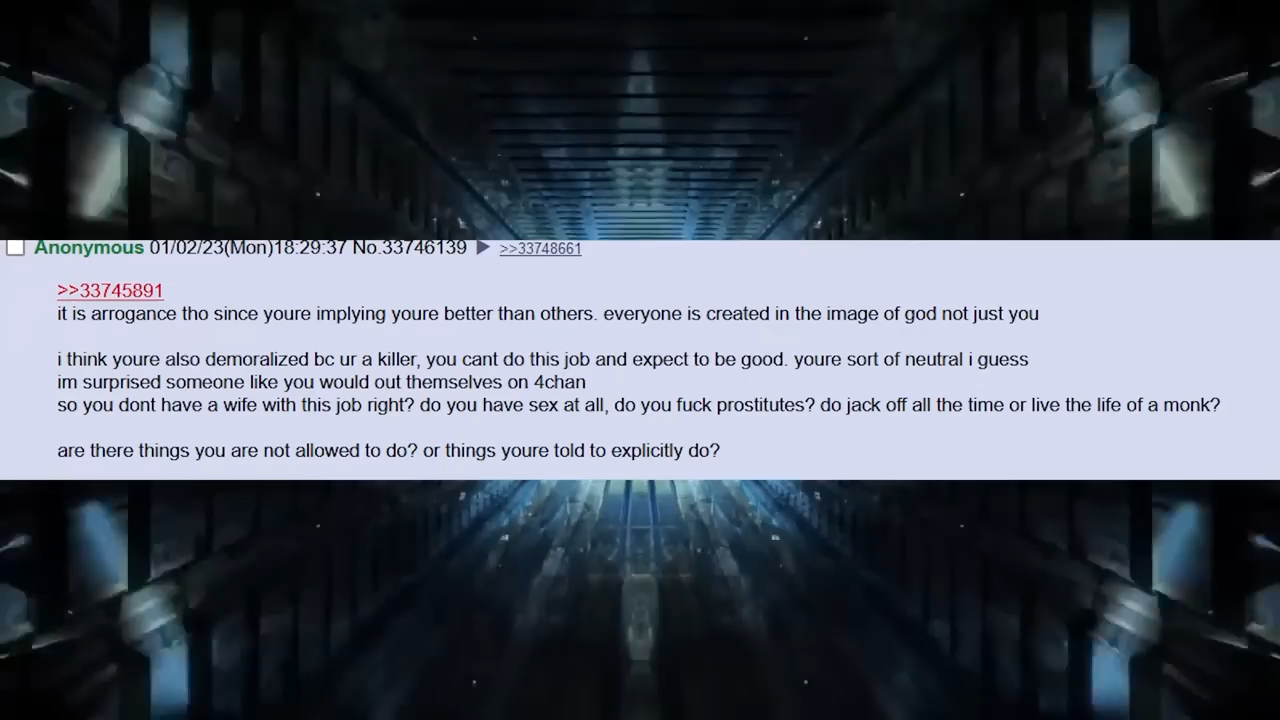 Anonymous 01/02/23(Mon)18:29:37 No.33746139 ▶ >>33748661
>>33745891
it is arrogance tho since youre implying youre better than others. everyone is created in the image of god not just you
i think youre also demoralized bc ur a killer, you cant do this job and expect to be good. youre sort of neutral i guess
im surprised someone like you would out themselves on 4chan
so you dont have a wife with this job right? do you have sex at all, do you fuck prostitutes? do jack off all the time or live the life of a monk?
are there things you are not allowed to do? or things youre told to explicitly do?